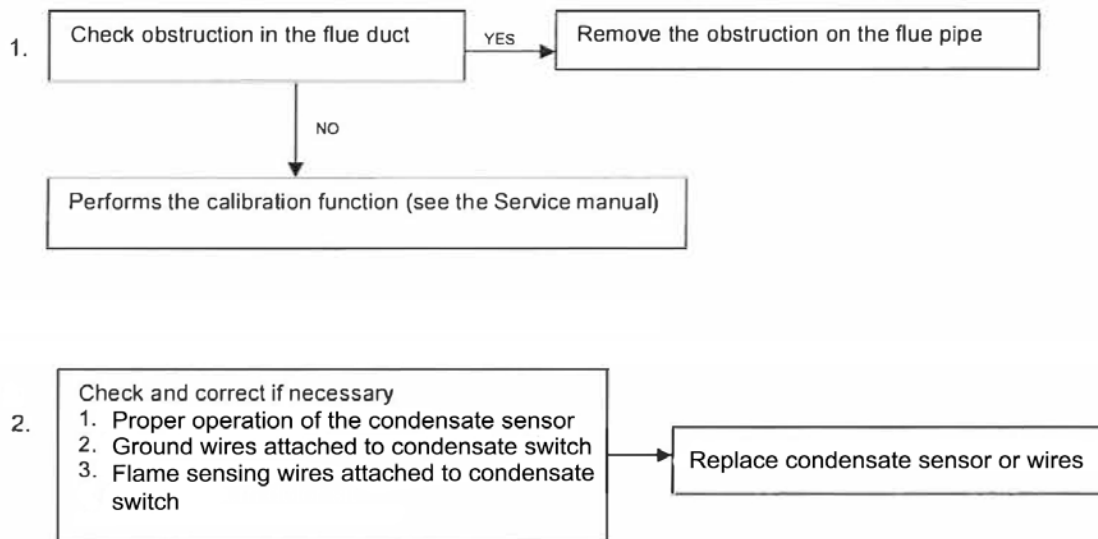 1.
Check obstruction in the flue duct
YES
Remove the obstruction on the flue pipe
NO
Performs the calibration function (see the Service manual)
2.
Check and correct if necessary
1. Proper operation of the condensate sensor
2. Ground wires attached to condensate switch
3. Flame sensing wires attached to condensate
switch
Replace condensate sensor or wires